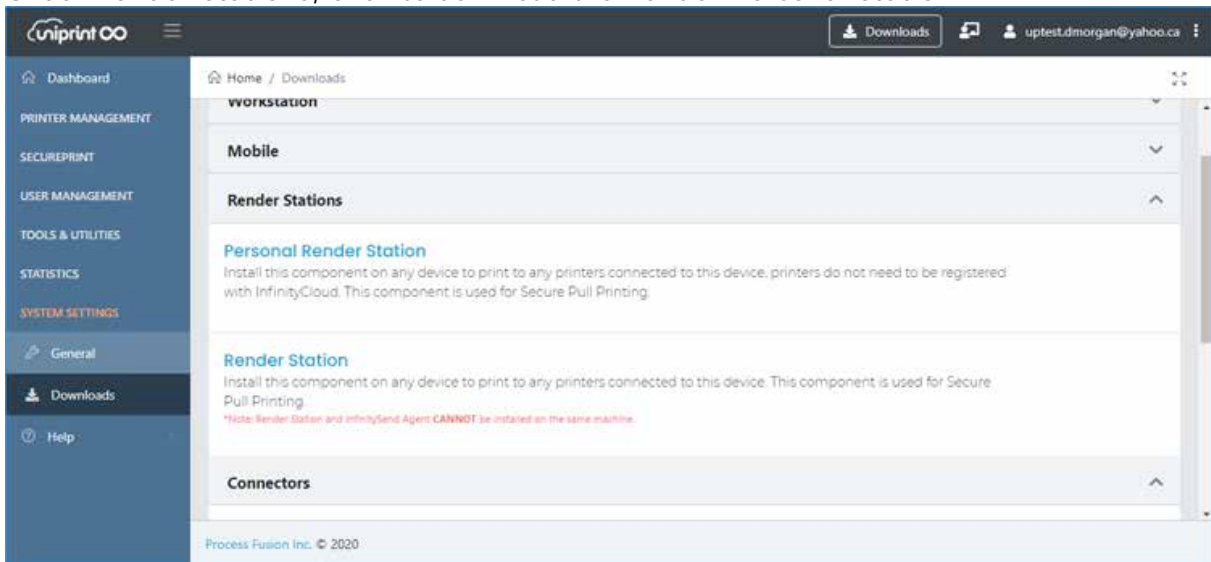 uniprint
Downloads
uptest.dmorgan@yahoo.ca
Dashboard
Home / Downloads
Workstation
PRINTER MANAGEMENT
Mobile
SECUREPRINT
USER MANAGEMENT
Render Stations
TOOLS & UTILITIES
Personal Render Station
STATISTICS
Install this component on any device to print to any printers connected to this device, printers do not need to be registered
with InfinityCloud. This component is used for Secure Pull Printing.
SYSTEM SETTINGS
General
Render Station
Install this component on any device to print to any printers connected to this device. This component is used for Secure
Pull Printing.
Downloads
*Note: Render Station and InfinitySend Agent CANNOT be installed on the same machine.
Help
Connectors
Process Fusion Inc. © 2020